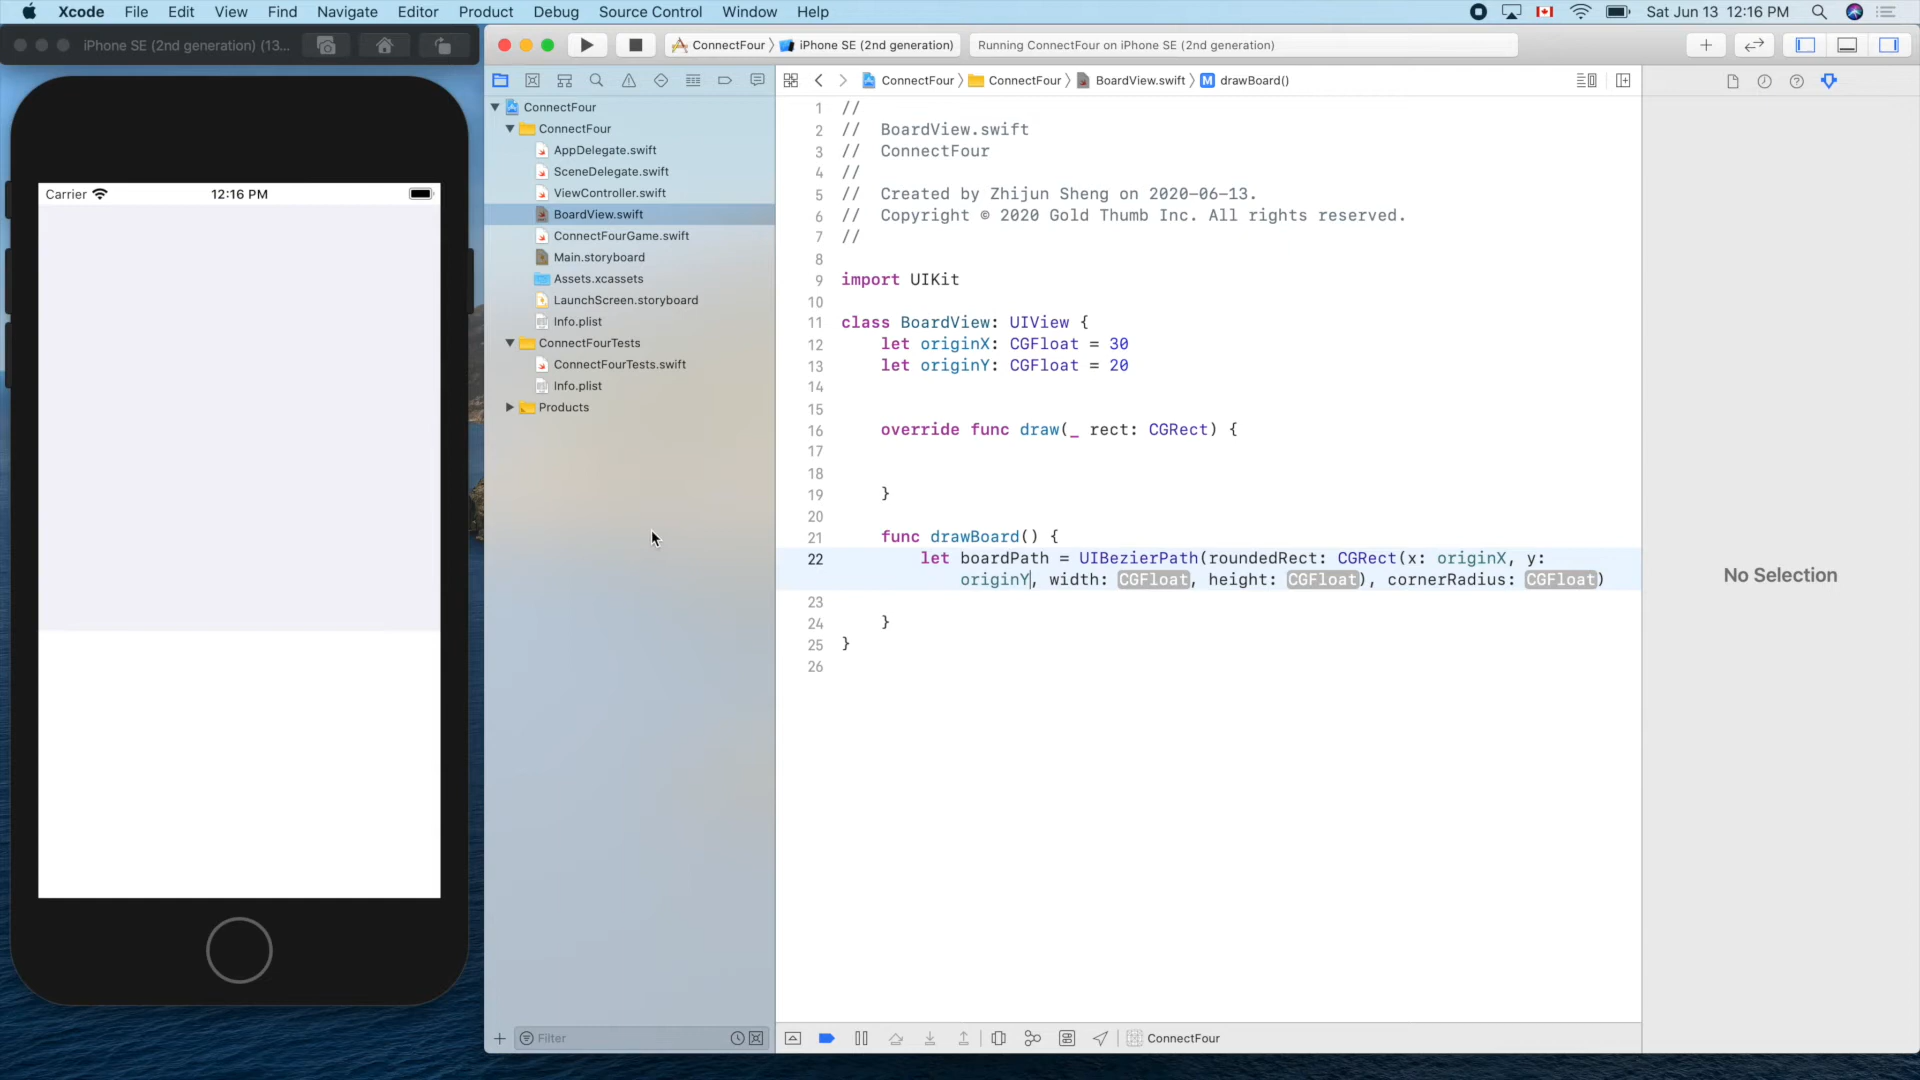 Xcode File Edit View Find Navigate Editor Product Debug Source Control Window Help Sat Jun 13 12:16 PM
iPhone SE (2nd generation) (13...
ConnectFour iPhone SE (2nd generation) Running ConnectFour on iPhone SE (2nd generation)
ConnectFour ConnectFour BoardView.swift M drawBoard()
Carrier 12:16 PM
ConnectFour
ConnectFour
AppDelegate.swift
SceneDelegate.swift
ViewController.swift
BoardView.swift
ConnectFourGame.swift
Main.storyboard
Assets.xcassets
LaunchScreen.storyboard
Info.plist
ConnectFourTests
ConnectFourTests.swift
Info.plist
Products
Filter
1 //
2 // BoardView.swift
3 // ConnectFour
4 //
5 // Created by Zhijun Sheng on 2020-06-13.
6 // Copyright © 2020 Gold Thumb Inc. All rights reserved.
7 //
8
9 import UIKit
10
11 class BoardView: UIView {
12 let originX: CGFloat = 30
13 let originY: CGFloat = 20
14
15
16 override func draw(_ rect: CGRect) {
17
18
19 }
20
21 func drawBoard() {
22 let boardPath = UIBezierPath(roundedRect: CGRect(x: originX, y:
originY, width: CGFloat, height: CGFloat), cornerRadius: CGFloat)
23
24 }
25 }
26
No Selection
ConnectFour